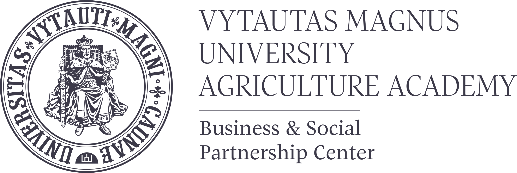 UNIVERSITAS VYTAUTI MAGNI CAUNAE
VYTAUTAS MAGNUS
UNIVERSITY
AGRICULTURE ACADEMY
Business & Social
Partnership Center